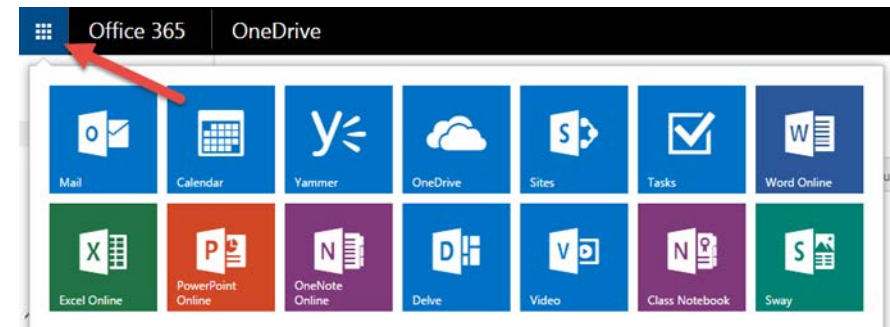 Office 365 OneDrive
Mail Calendar Yammer OneDrive Sites Tasks Word Online
Excel Online PowerPoint Online OneNote Online Delve Video Class Notebook Sway